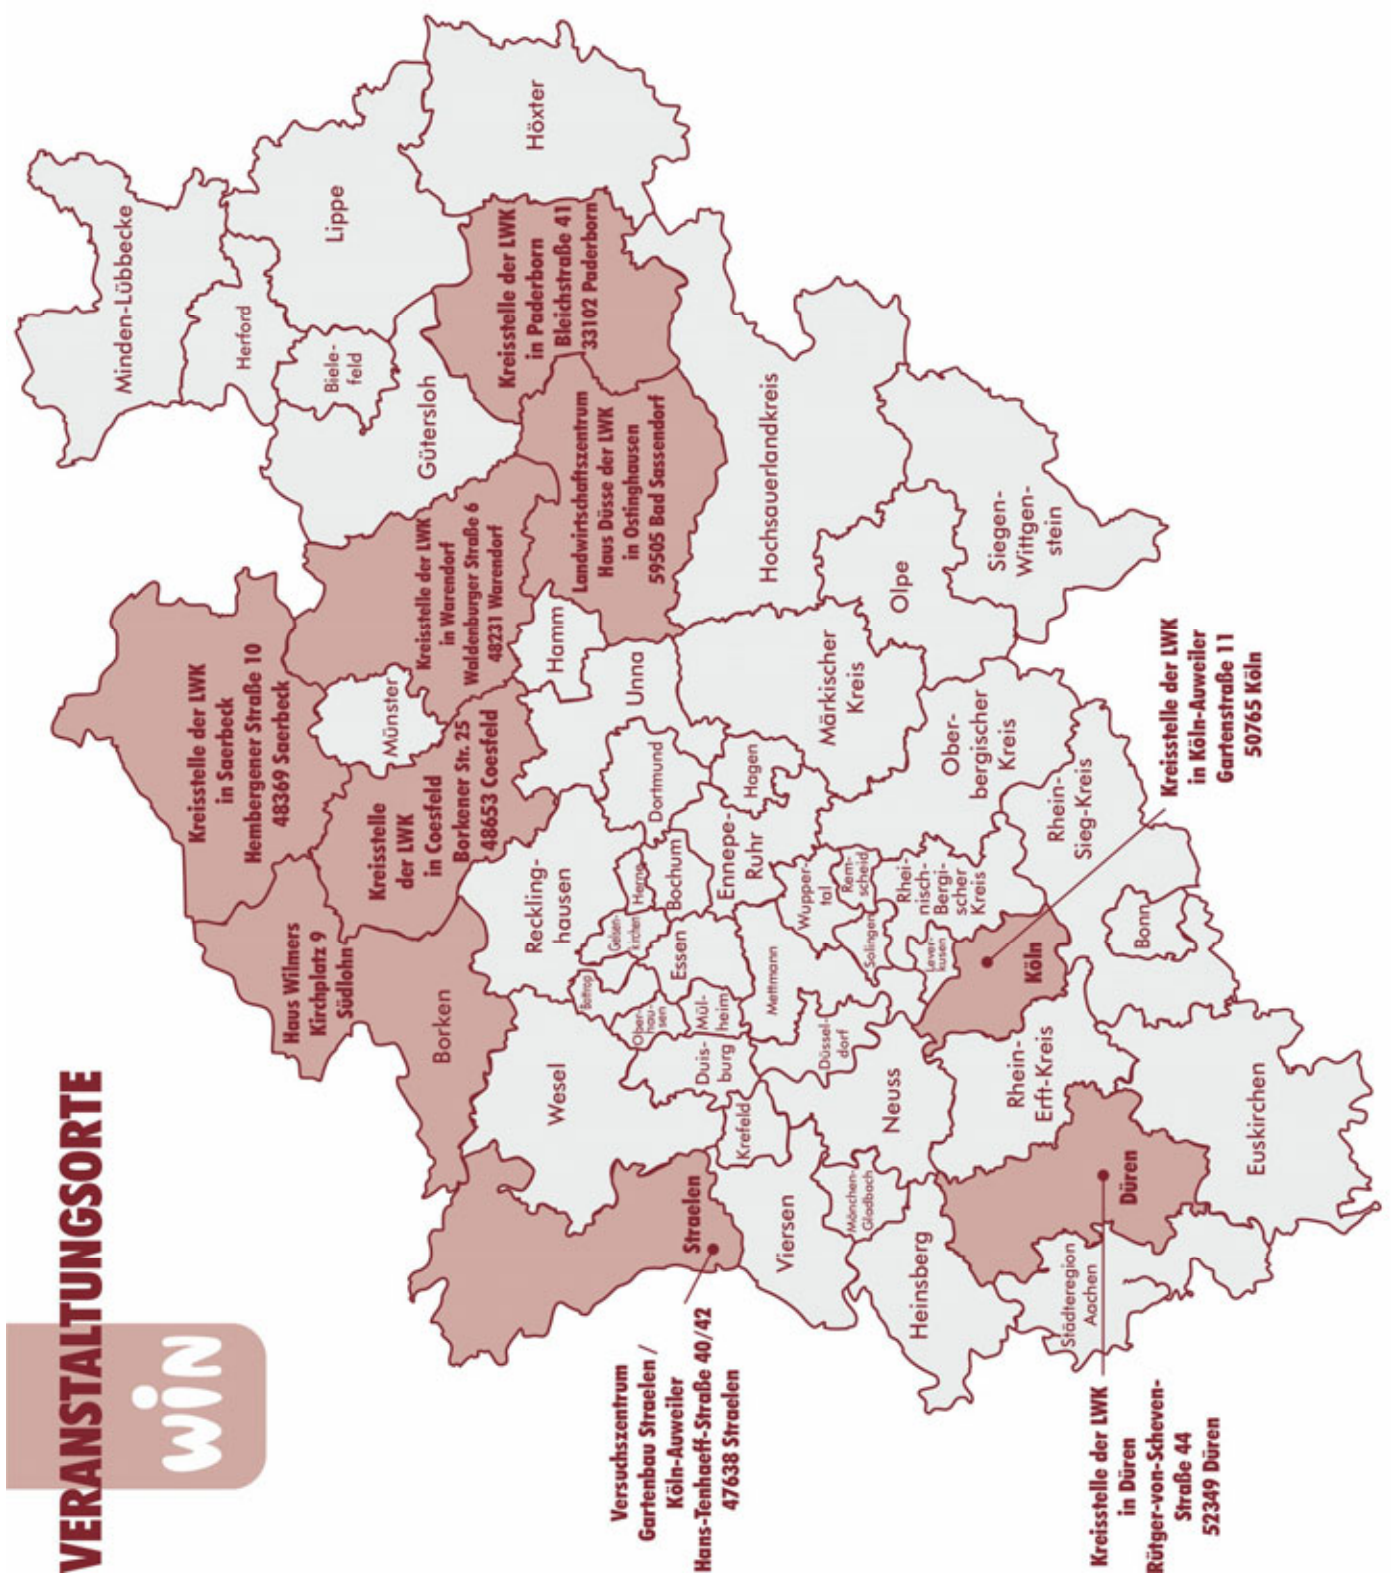 VERANSTALTUNGSORTE
win
Minden-Lübbecke
Herford
Lippe
Biele-
feld
Gütersloh
Höxter
Kreisstelle der LWK
in Paderborn
Bleichstraße 41
33102 Paderborn
Landwirtschaftszentrum
Haus Düsse der LWK
in Ostinghausen
59505 Bad Sassendorf
Kreisstelle der LWK
in Warendorf
Waldenburger Straße 6
48231 Warendorf
Kreisstelle der LWK
in Saerbeck
Hembergener Straße 10
48369 Saerbeck
Münster
Kreisstelle
der LWK
in Coesfeld
Borkener Str. 25
48653 Coesfeld
Haus Wilmers
Kirchplatz 9
Südlohn
Borken
Hamm
Unna
Dortmund
Reckling-
hausen
Herne
Bochum
Gelsen-
kirchen
Essen
Bottrop
Ober-
hau-
sen
Mül-
heim
Duis-
burg
Wesel
Hagen
Ennepe-
Ruhr
Märkischer
Kreis
Hochsauerlandkreis
Olpe
Siegen-
Wittgen-
stein
Ober-
bergischer
Kreis
Rhein-
Sieg-Kreis
Wupper-
tal
Rem-
scheid
Solingen
Rhei-
nisch-
Bergi-
scher
Kreis
Lever-
kusen
Mettmann
Düssel-
dorf
Köln
Kreisstelle der LWK
in Köln-Auweiler
Gartenstraße 11
50765 Köln
Bonn
Rhein-
Erft-Kreis
Neuss
Krefeld
Viersen
Mönchen-
Gladbach
Heinsberg
Straelen
Versuchszentrum
Gartenbau Straelen /
Köln-Auweiler
Hans-Tenhaeff-Straße 40/42
47638 Straelen
Düren
Städteregion
Aachen
Euskirchen
Kreisstelle der LWK
in Düren
Rütger-von-Scheven-
Straße 44
52349 Düren